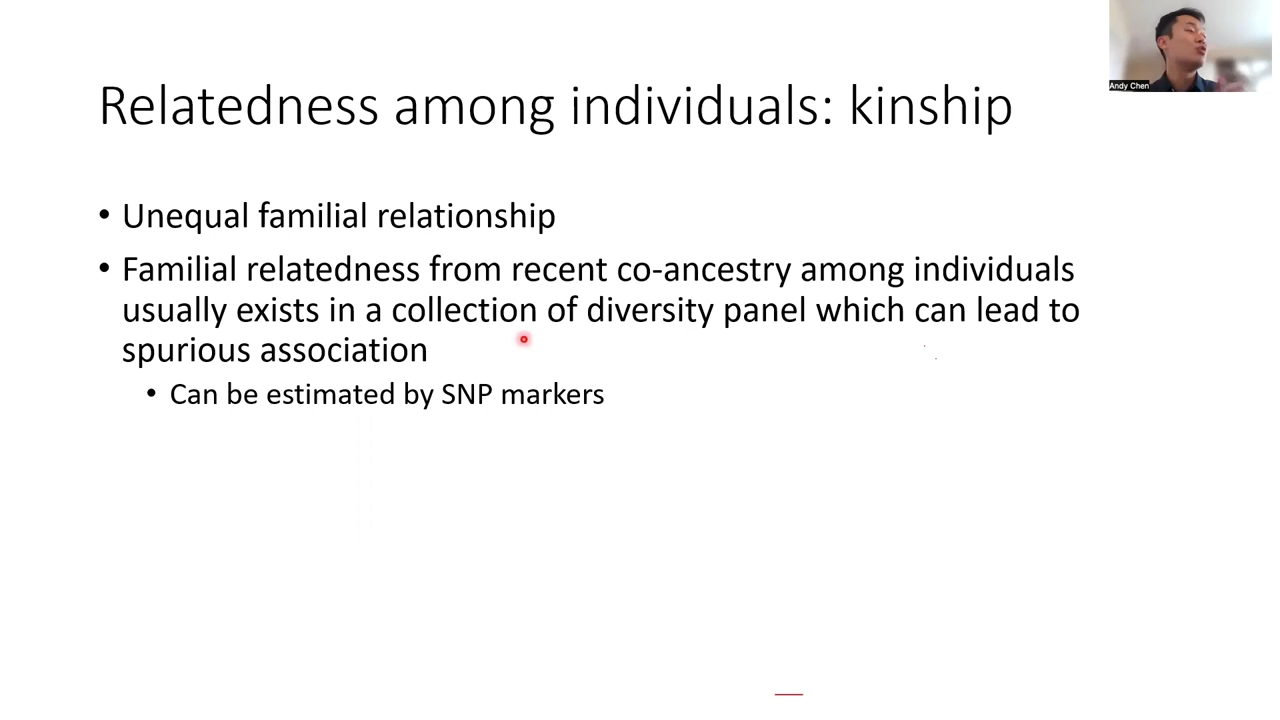 Andy Chen
Relatedness among individuals: kinship
• Unequal familial relationship
• Familial relatedness from recent co-ancestry among individuals
usually exists in a collection of diversity panel which can lead to
spurious association
• Can be estimated by SNP markers